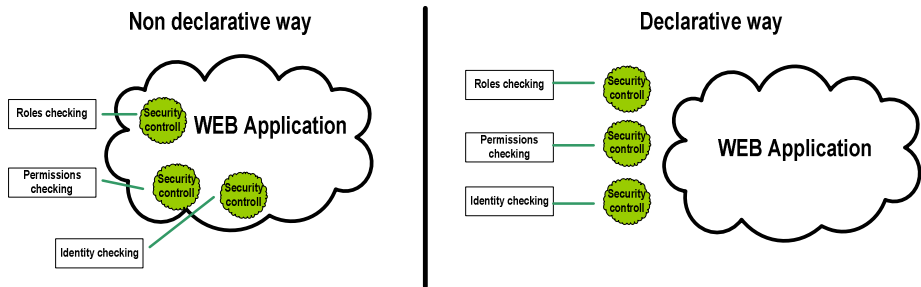 Non declarative way
Roles checking
Security
controll
WEB Application
Permissions
checking
Security
controll
Security
controll
Identity checking
Declarative way
Roles checking
Security
controll
Permissions
checking
Security
controll
WEB Application
Identity checking
Security
controll